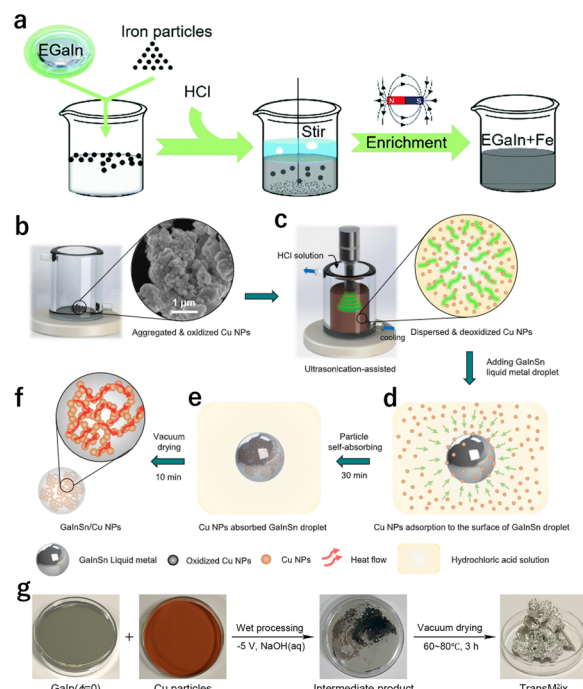 a
EGaIn
Iron particles
HCl
Stir
N S
Enrichment
EGaIn+Fe
b
1 μm
Aggregated & oxidized Cu NPs
c
HCl solution
cooling
Ultrasonication-assisted
Dispersed & deoxidized Cu NPs
Adding GaInSn
liquid metal droplet
f
Vacuum
drying
10 min
GaInSn/Cu NPs
e
Particle
self-absorbing
30 min
Cu NPs absorbed GaInSn droplet
d
Cu NPs adsorption to the surface of GaInSn droplet
GaInSn Liquid metal
Oxidized Cu NPs
Cu NPs
Heat flow
Hydrochloric acid solution
g
+
Wet processing
-5 V, NaOH(aq)
Vacuum drying
60~80℃, 3 h
GaIn(ϕ=0)
Cu particles
Intermediate product
TransM²ix